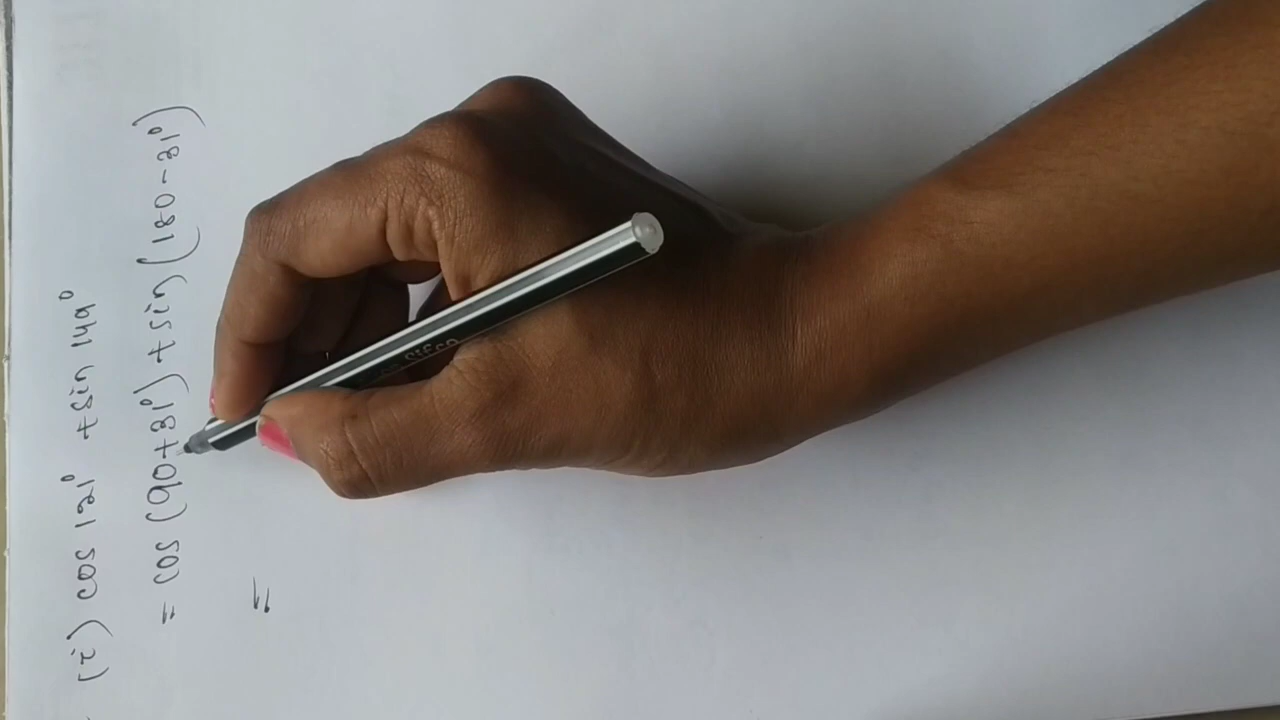 (i) cos 121° + sin 149°
= cos (90+31°) + sin (180-31°)
=